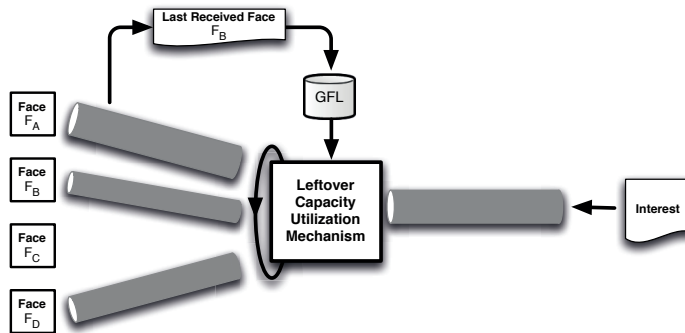 Last Received Face
F_B
GFL
Face
F_A
Face
F_B
Face
F_C
Face
F_D
Leftover
Capacity
Utilization
Mechanism
Interest